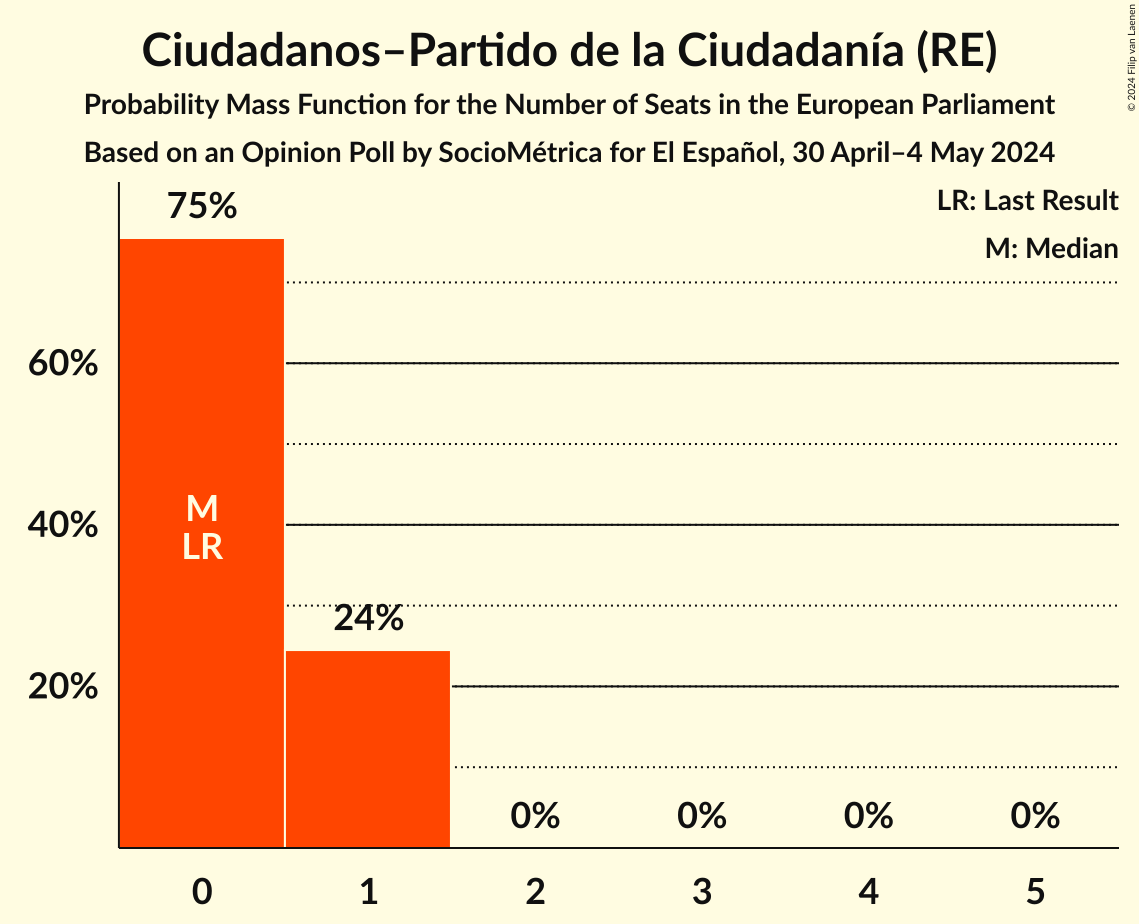 Ciudadanos–Partido de la Ciudadanía (RE)
Probability Mass Function for the Number of Seats in the European Parliament
Based on an Opinion Poll by SocioMétrica for El Español, 30 April–4 May 2024
© 2024 Filip van Laenen
LR: Last Result
M: Median
75%
60%
M
40%
LR
24%
20%
0% 0% 0% 0%
0 1 2 3 4 5